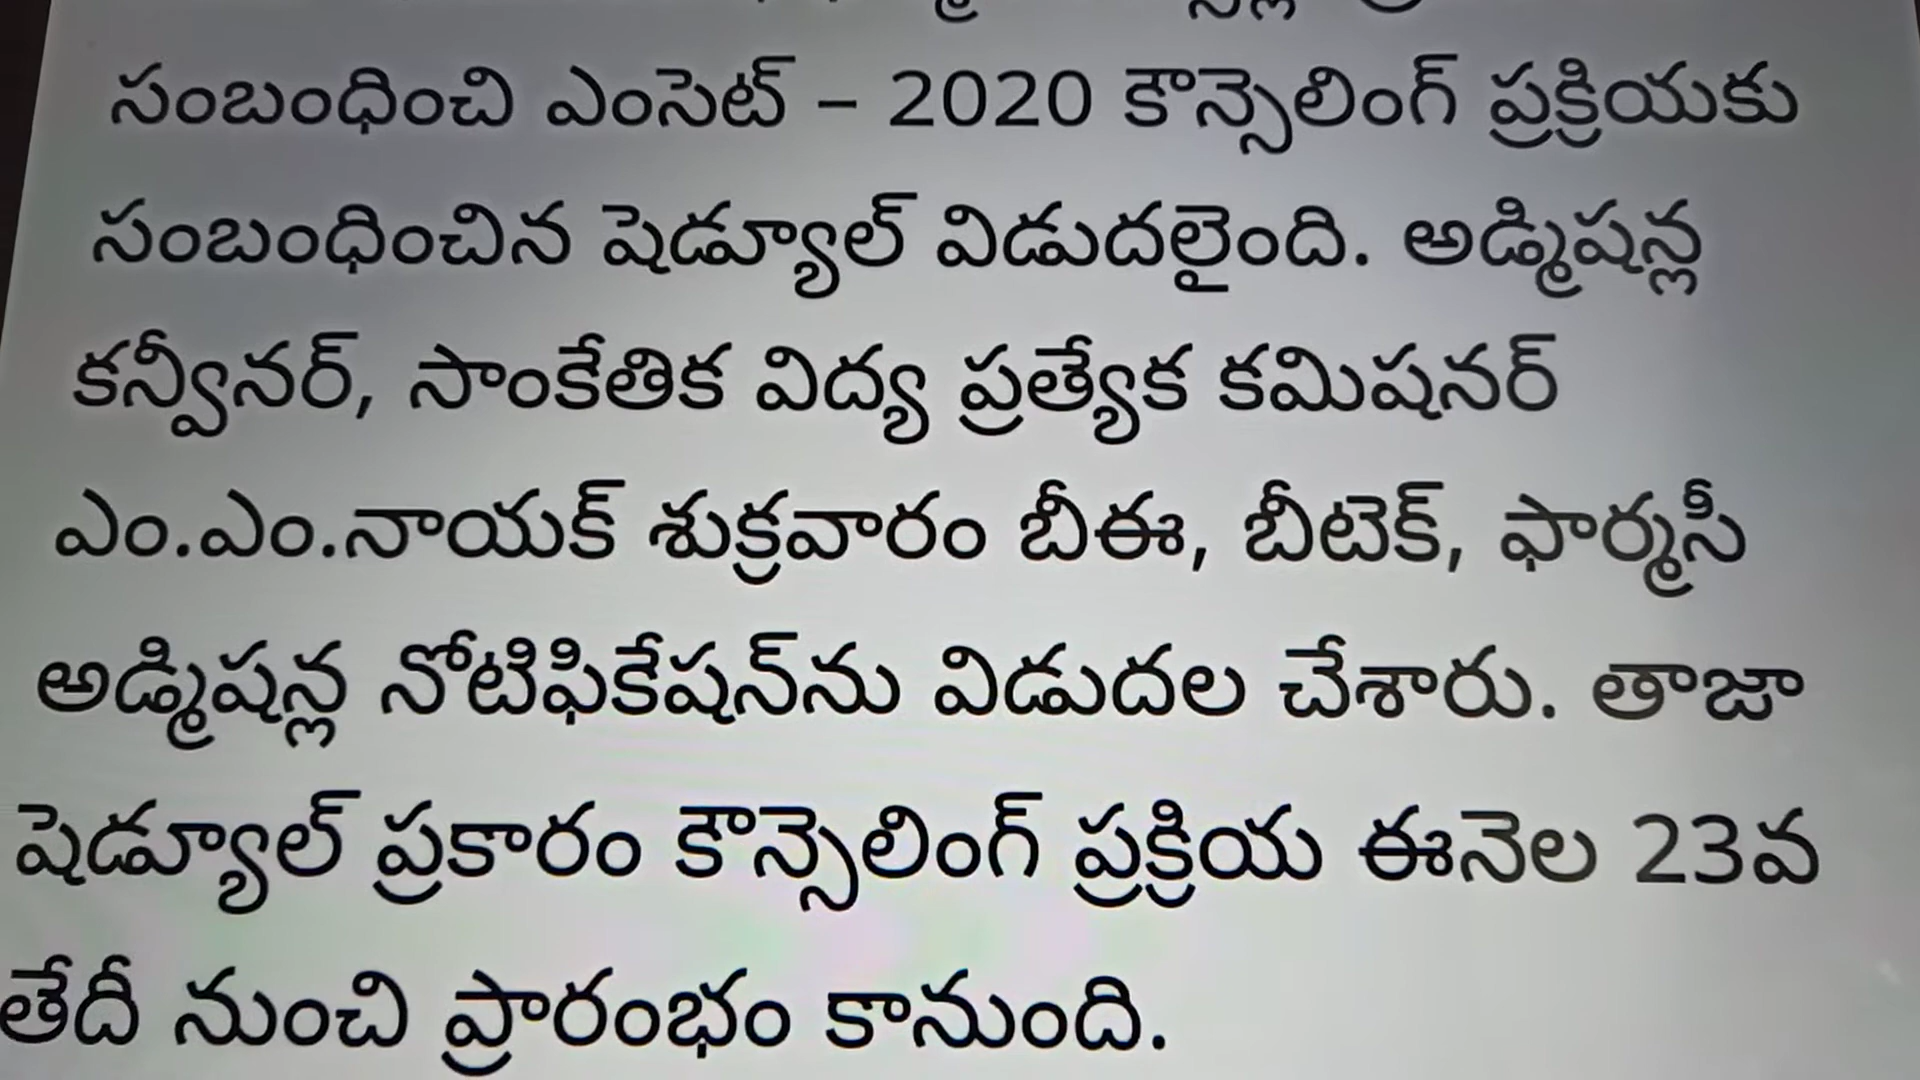 సంబంధించి ఎంసెట్ – 2020 కౌన్సెలింగ్ ప్రక్రియకు
సంబంధించిన షెడ్యూల్ విడుదలైంది. అడ్మిషన్ల
కన్వీనర్, సాంకేతిక విద్య ప్రత్యేక కమిషనర్
ఎం.ఎం.నాయక్ శుక్రవారం బీఈ, బీటెక్, ఫార్మసీ
అడ్మిషన్ల నోటిఫికేషన్‌ను విడుదల చేశారు. తాజా
షెడ్యూల్ ప్రకారం కౌన్సెలింగ్ ప్రక్రియ ఈనెల 23వ
తేదీ నుంచి ప్రారంభం కానుంది.